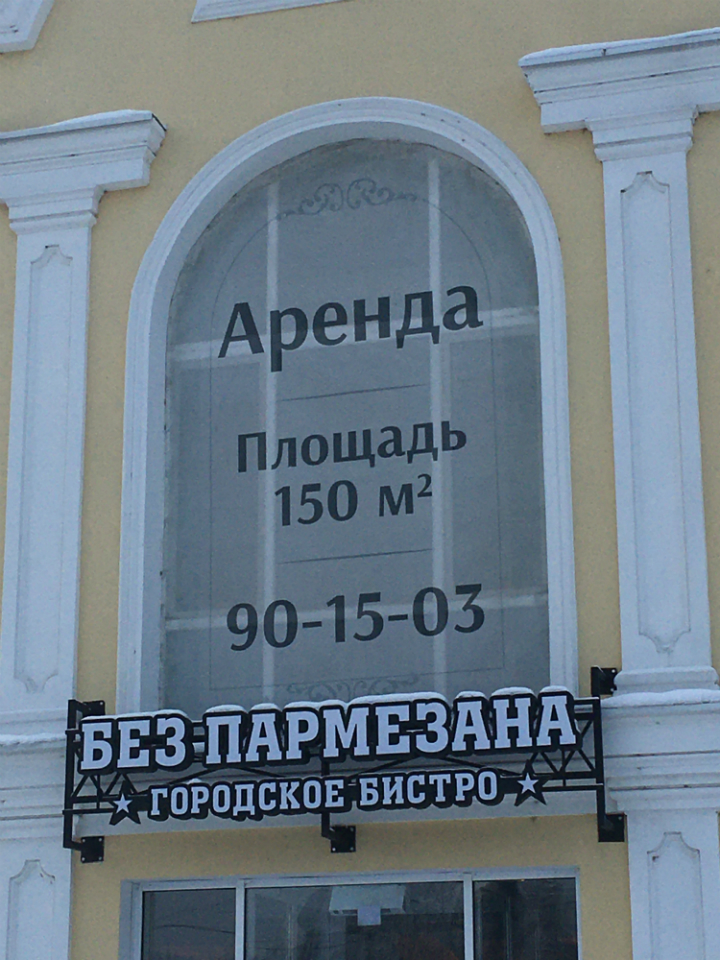 Аренда
Площадь
150 м²
90-15-03
БЕЗ ПАРМЕЗАНА
ГОРОДСКОЕ БИСТРО